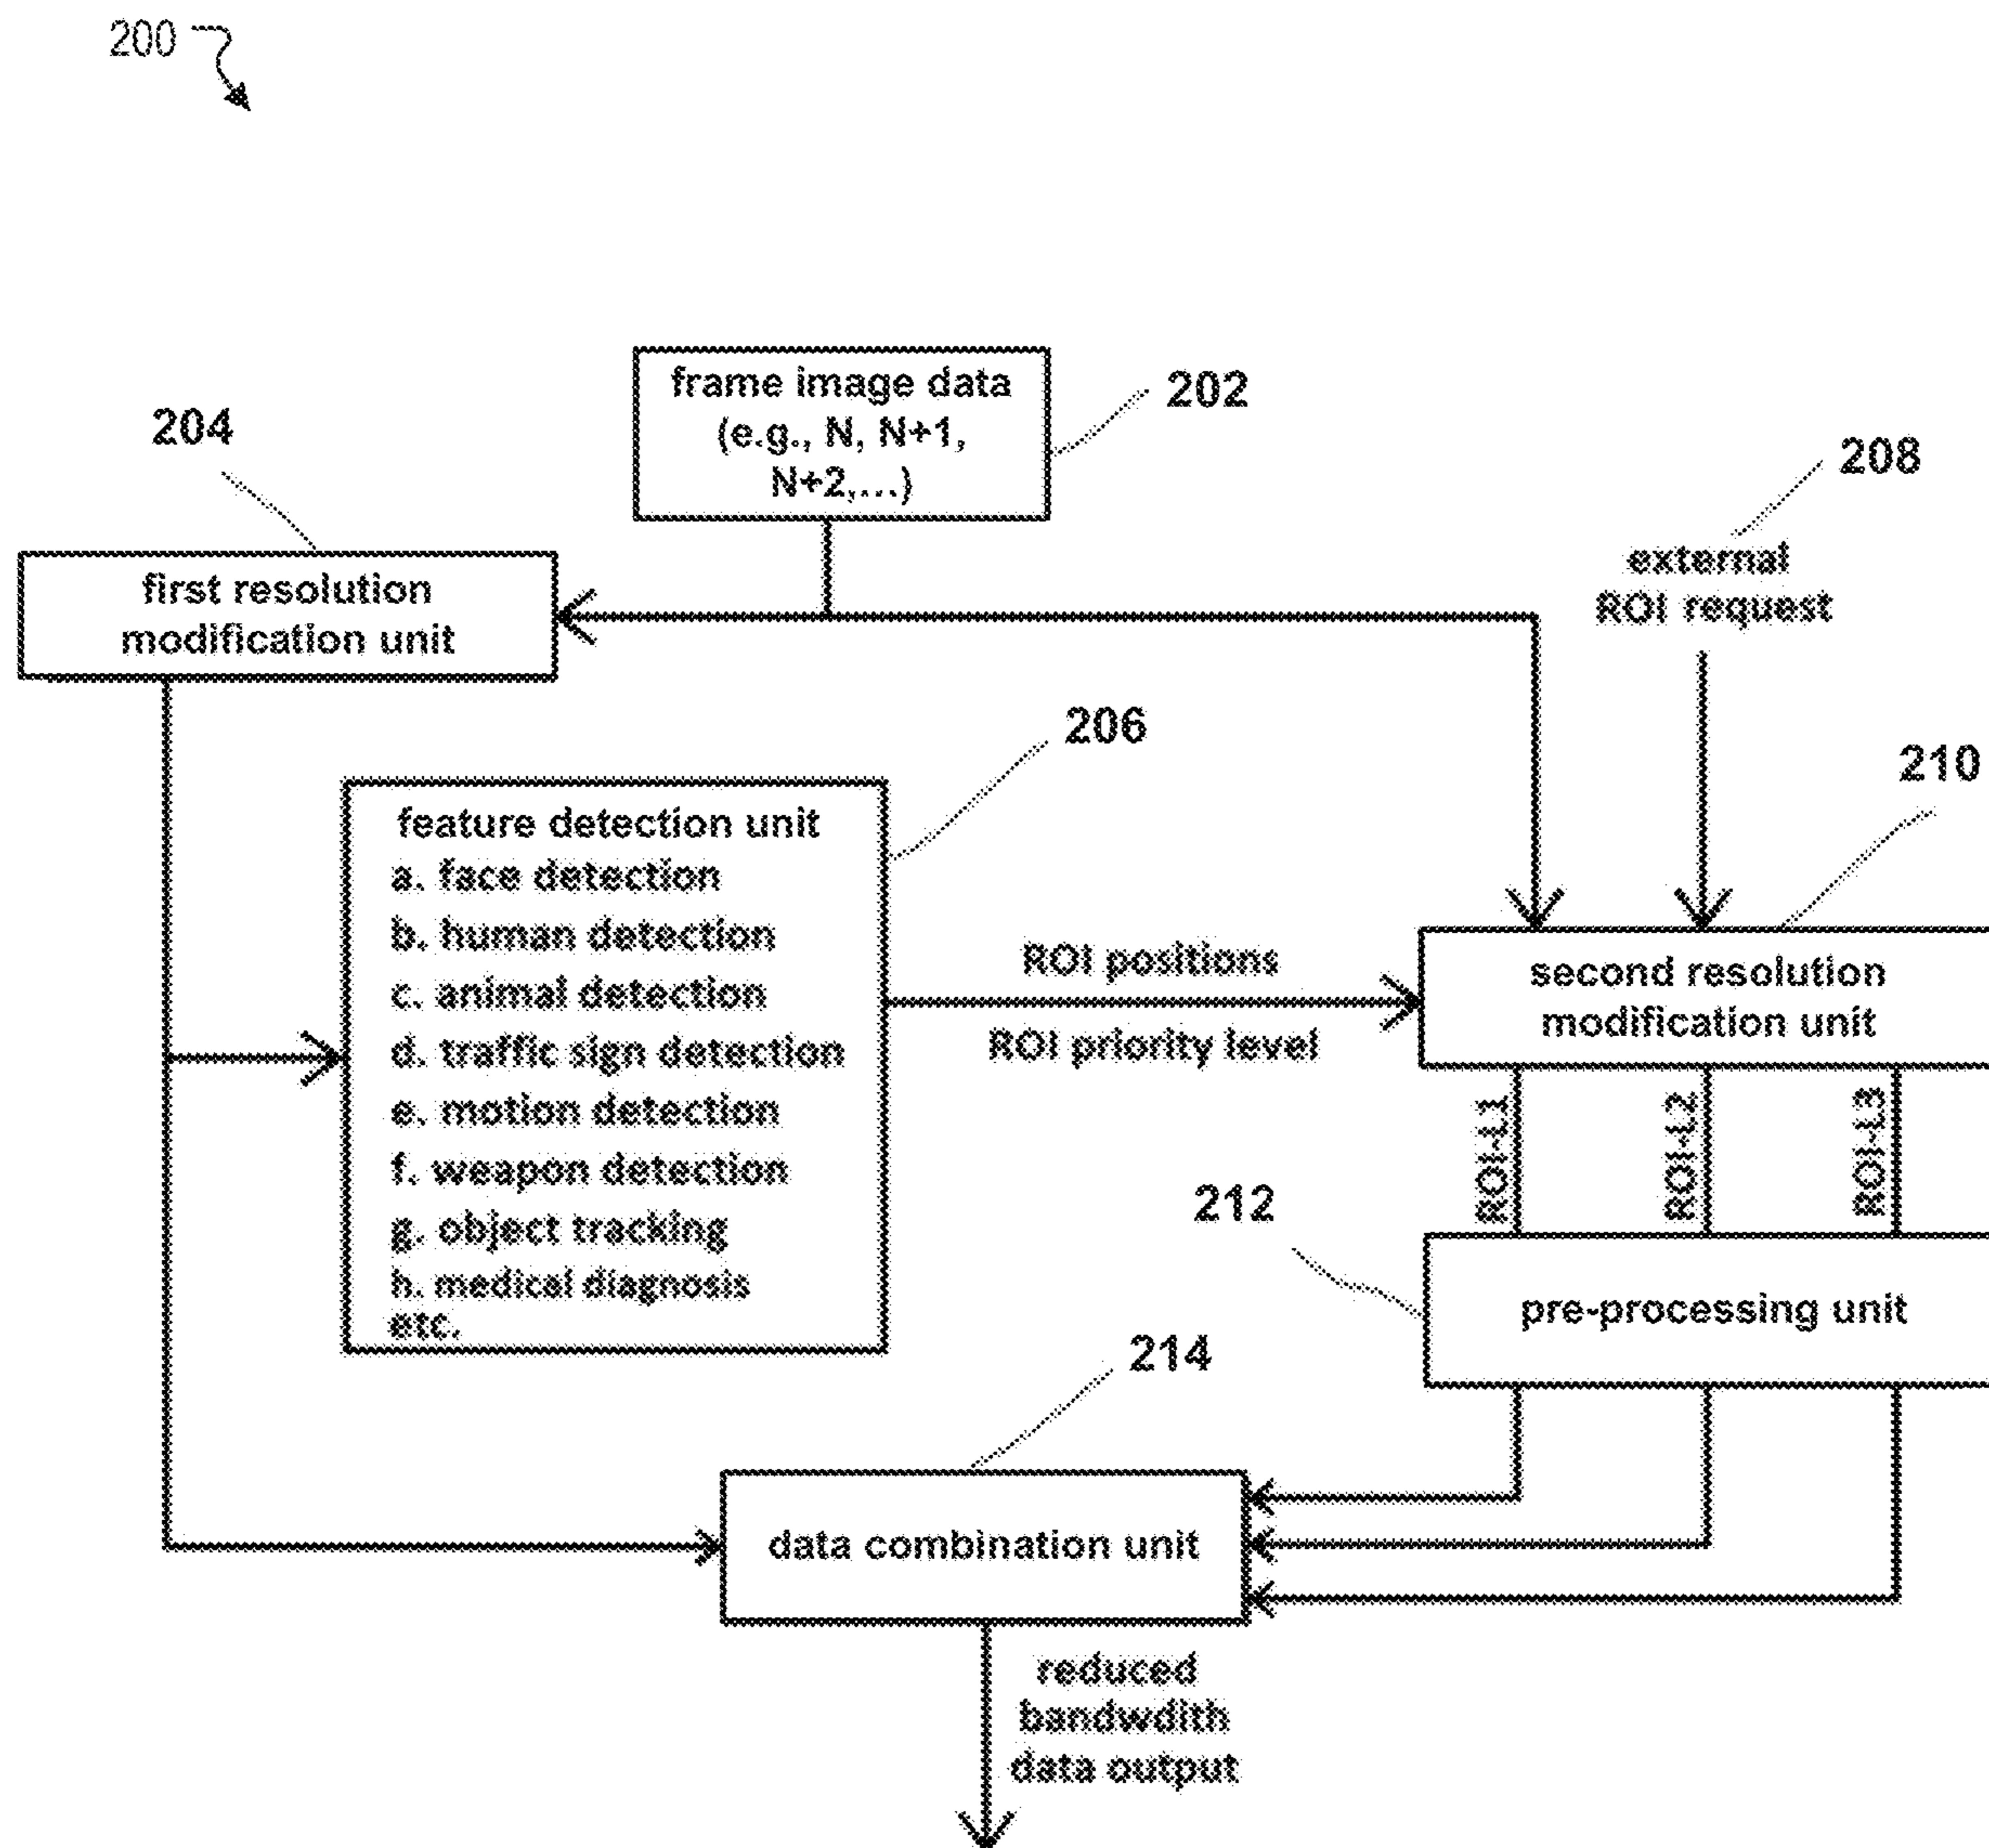 200
frame image data
(e.g., N, N+1,
N+2,...)
202
204
first resolution
modification unit
208
external
ROI request
206
feature detection unit
a. face detection
b. human detection
c. animal detection
d. traffic sign detection
e. motion detection
f. weapon detection
g. object tracking
h. medical diagnosis
etc.
ROI positions
ROI priority level
210
second resolution
modification unit
ROI-L1
ROI-L2
ROI-L3
212
pre-processing unit
214
data combination unit
reduced
bandwdith
data output